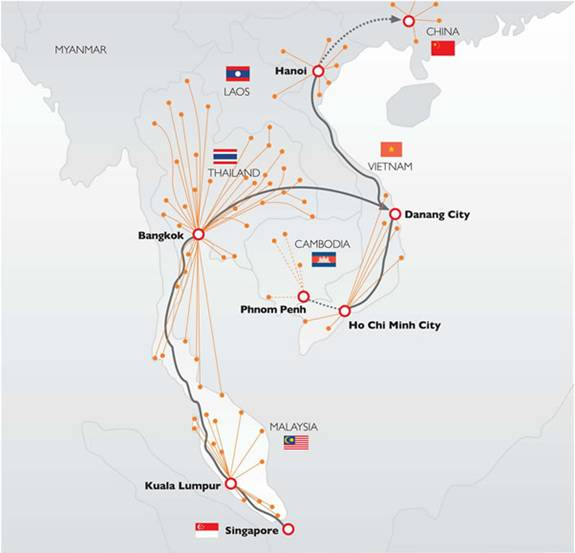 CHINA
MYANMAR
Hanoi
LAOS
VIETNAM
THAILAND
Danang City
Bangkok
CAMBODIA
Phnom Penh
Ho Chi Minh City
MALAYSIA
Kuala Lumpur
Singapore